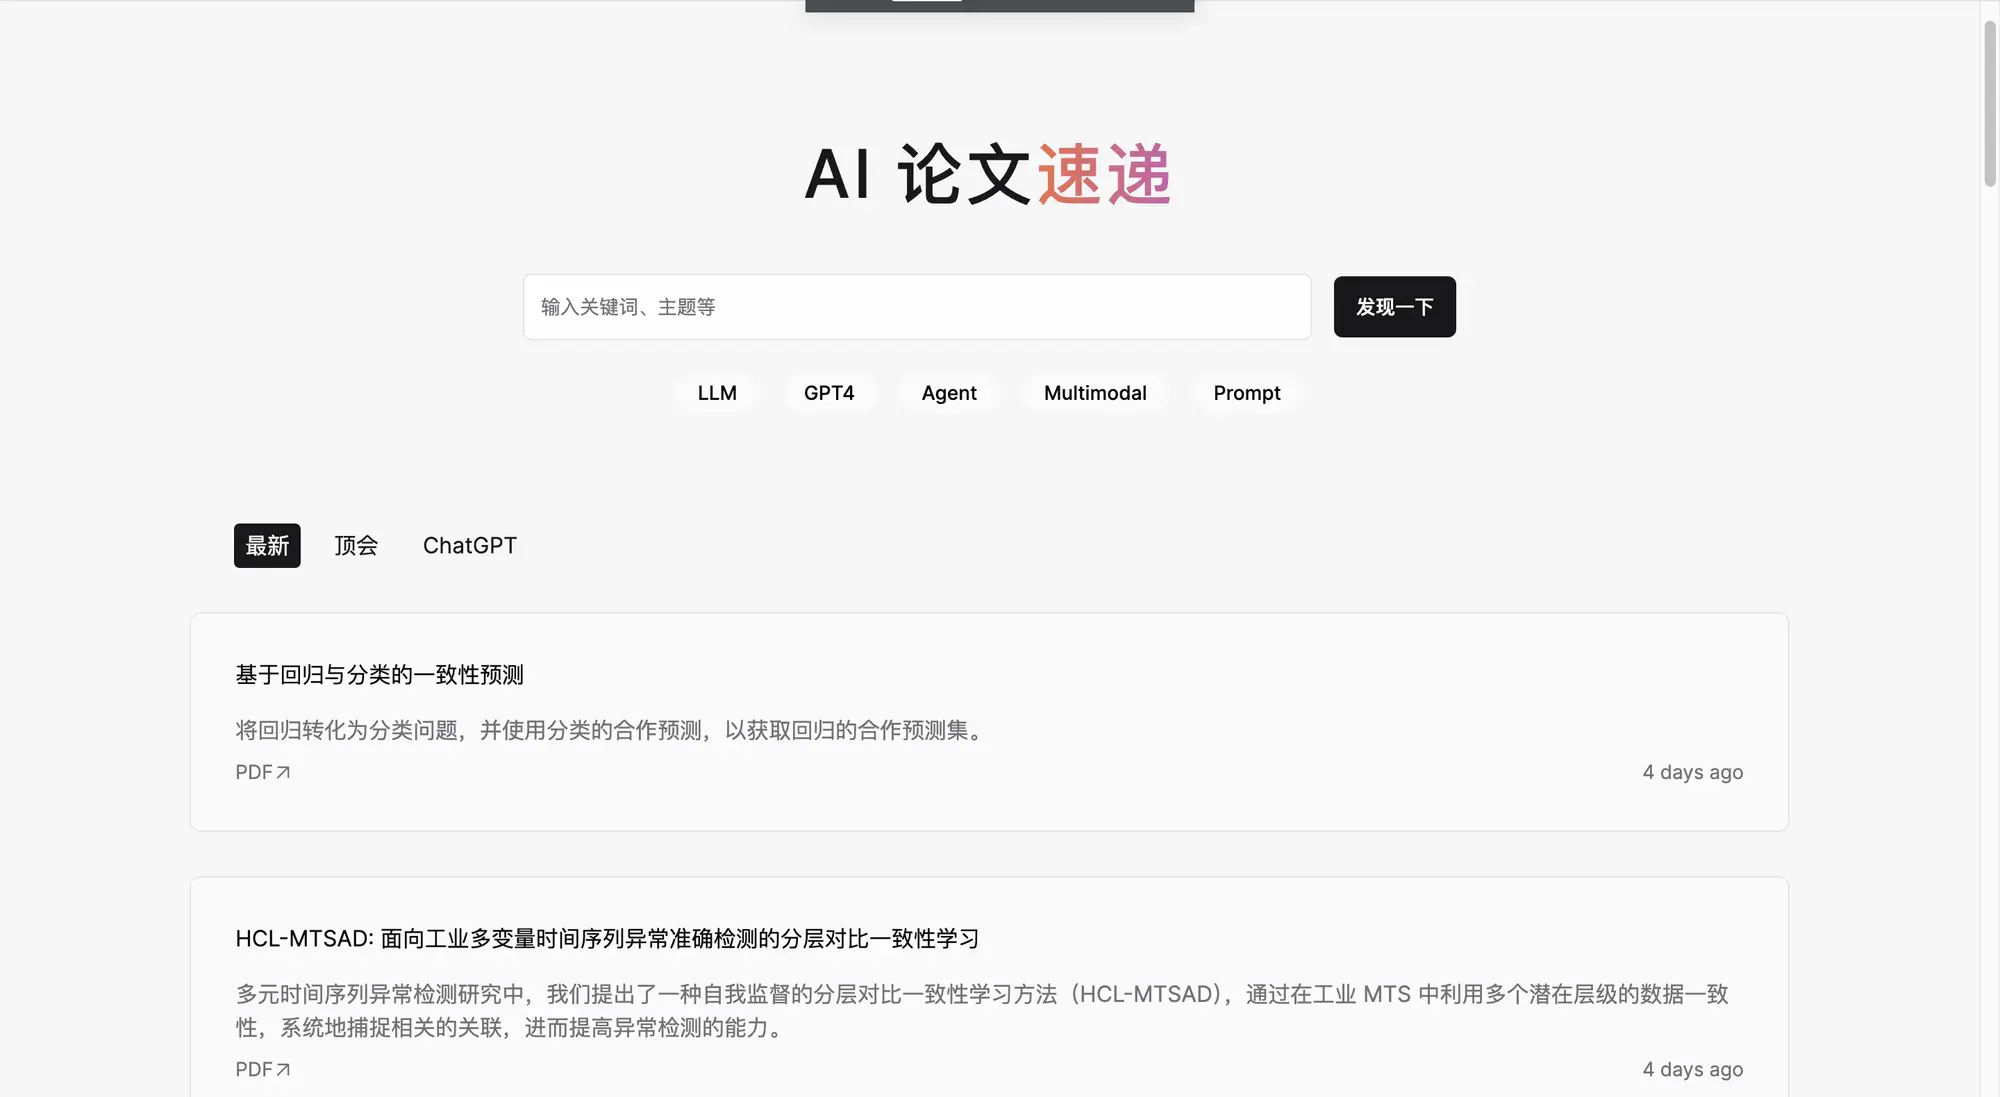 AI 论文速递
输入关键词、主题等
发现一下
LLM
GPT4
Agent
Multimodal
Prompt
最新
顶会
ChatGPT
基于回归与分类的一致性预测
将回归转化为分类问题，并使用分类的合作预测，以获取回归的合作预测集。
PDF↗
4 days ago
HCL-MTSAD: 面向工业多变量时间序列异常准确检测的分层对比一致性学习
多元时间序列异常检测研究中，我们提出了一种自我监督的分层对比一致性学习方法（HCL-MTSAD），通过在工业 MTS 中利用多个潜在层级的数据一致
性，系统地捕捉相关的关联，进而提高异常检测的能力。
PDF↗
4 days ago